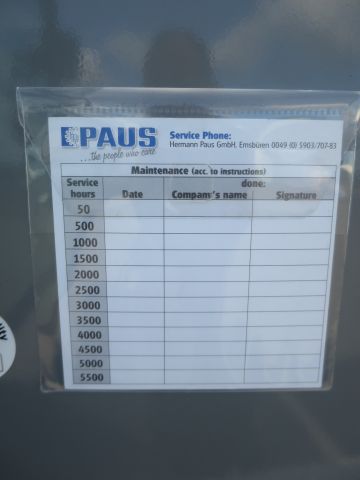 PAUS
...the people who care
Service Phone:
Hermann Paus GmbH, Emsbüren 0049 (0) 5903/707-83
Maintenance (acc. to instructions)
Service hours
done:
Date Company's name Signature
50
500
1000
1500
2000
2500
3000
3500
4000
4500
5000
5500